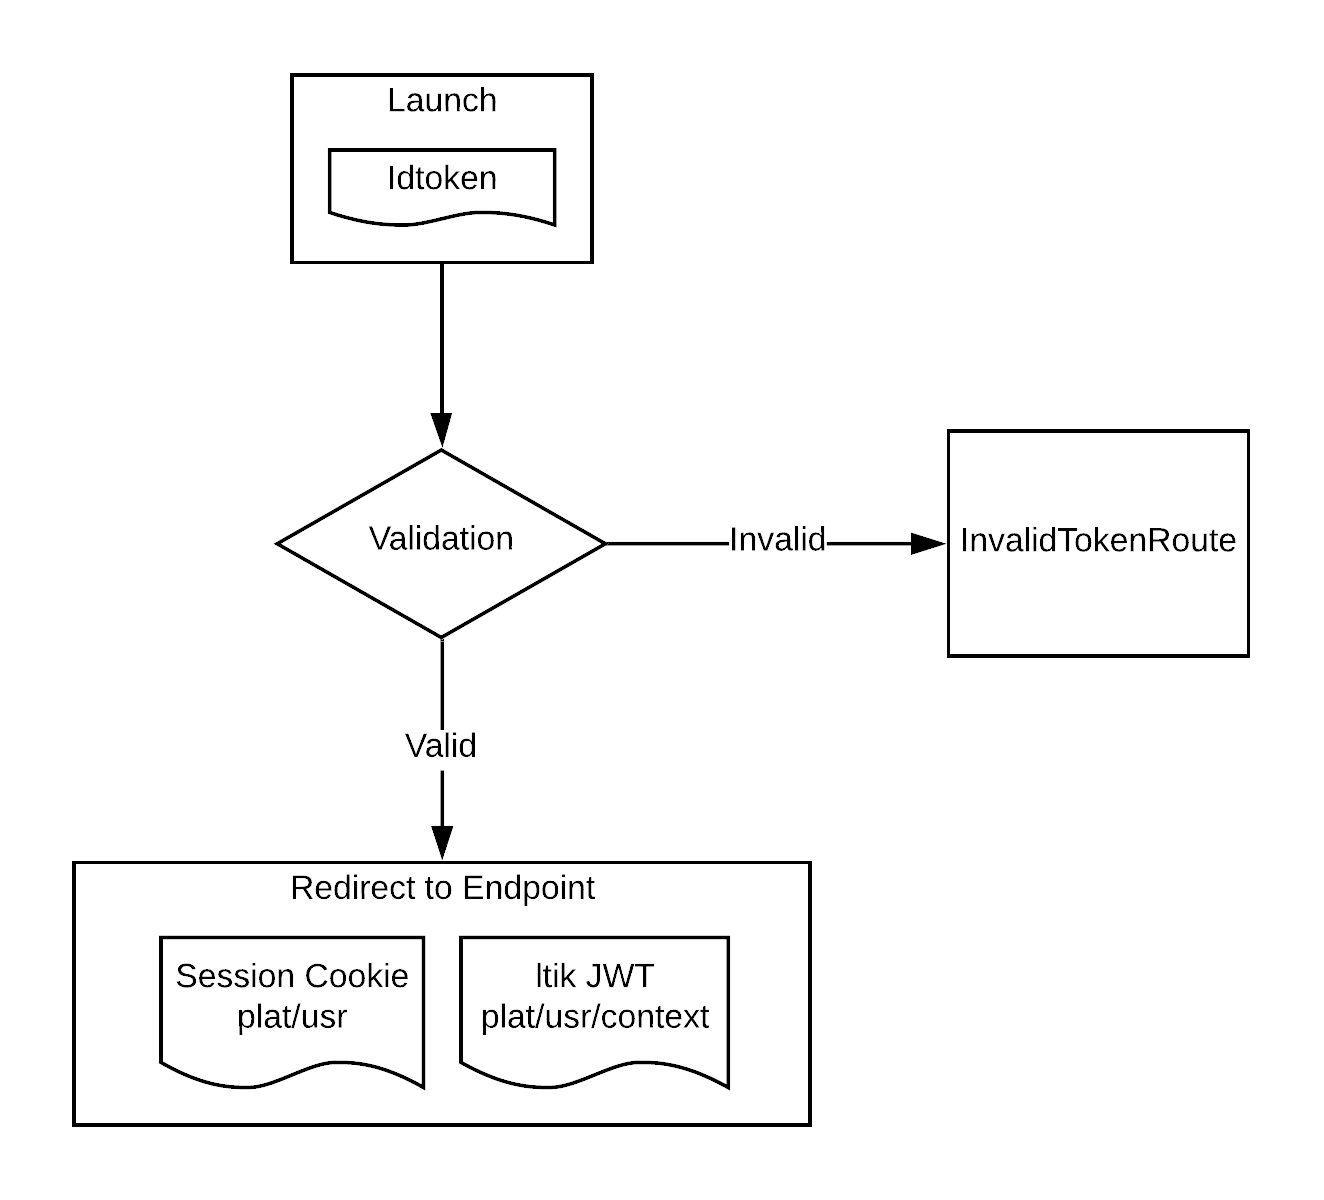 Launch
Idtoken
Validation
Invalid
InvalidTokenRoute
Valid
Redirect to Endpoint
Session Cookie
plat/usr
ltik JWT
plat/usr/context